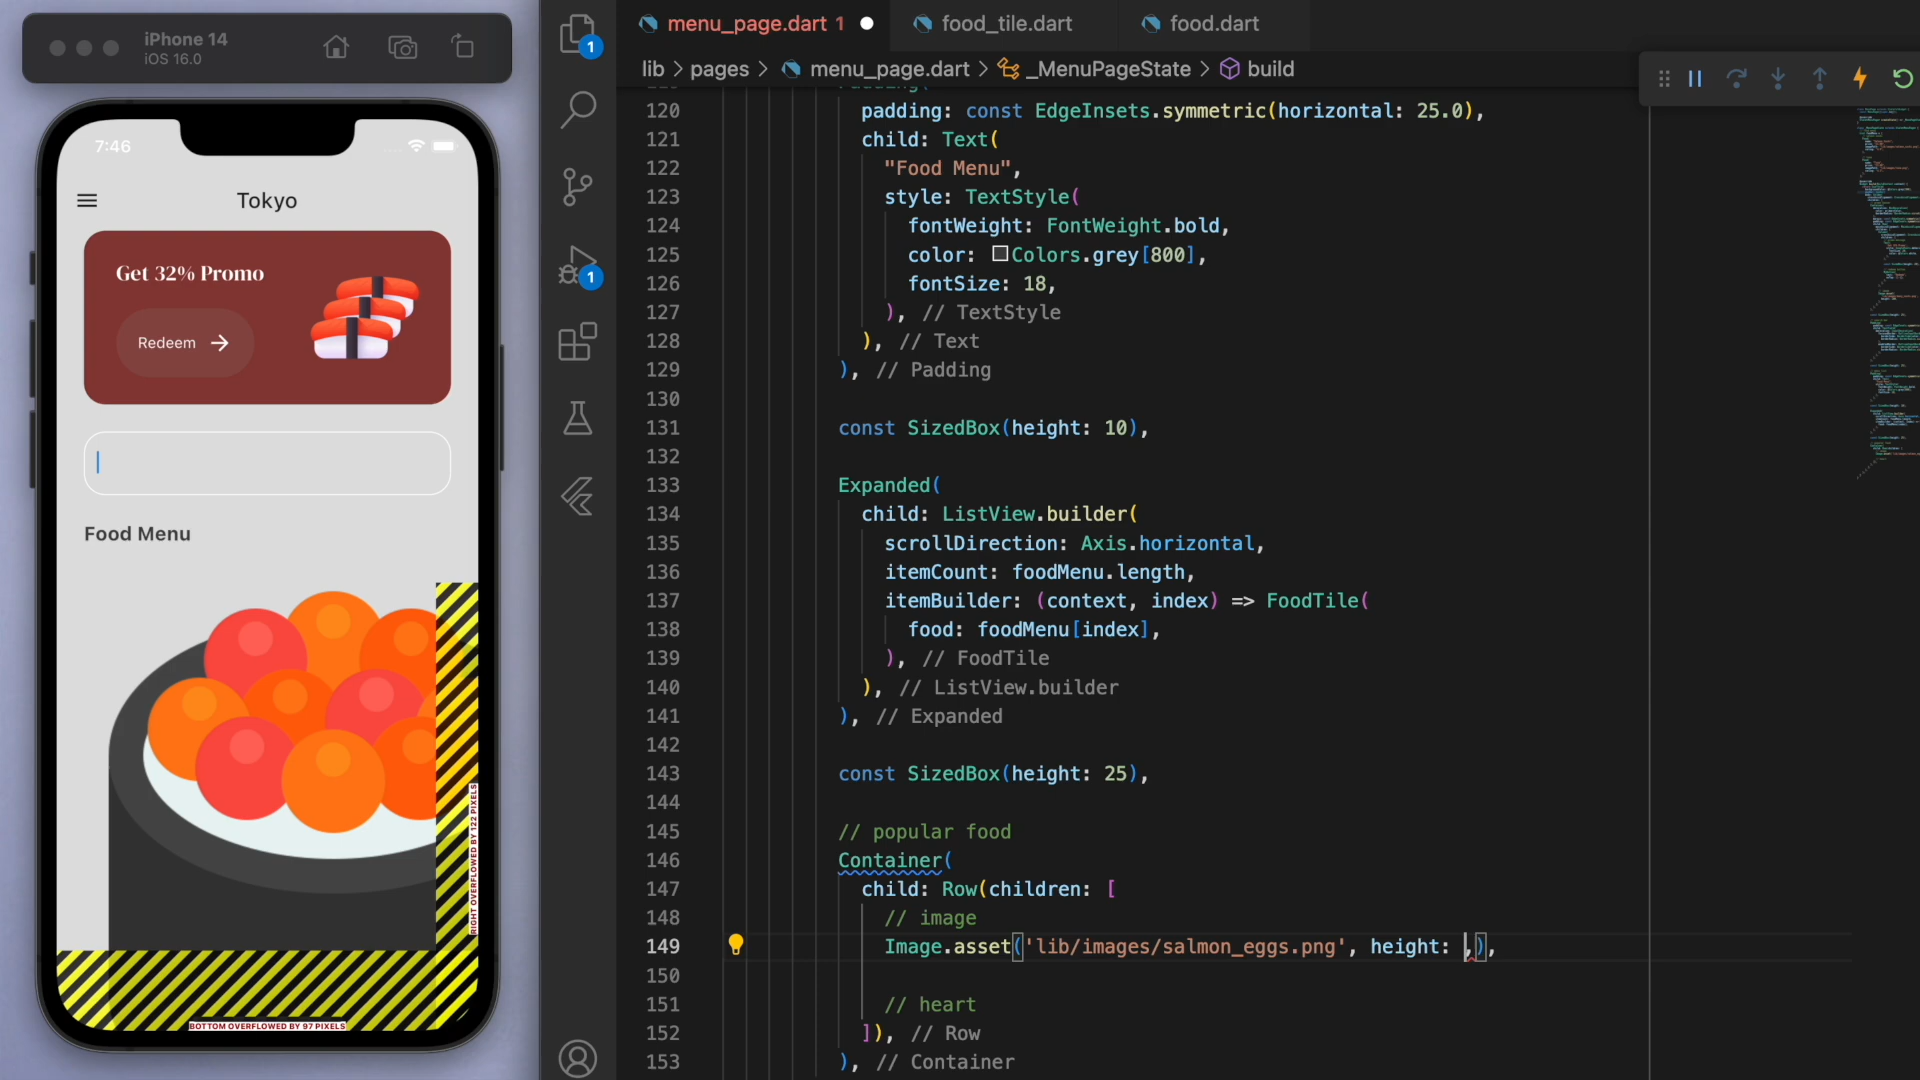 iPhone 14
iOS 16.0
7:46
Tokyo
Get 32% Promo
Redeem
Food Menu
RIGHT OVERFLOWED BY 122 PIXELS
BOTTOM OVERFLOWED BY 97 PIXELS
1
1
menu_page.dart 1
food_tile.dart
food.dart
lib > pages > menu_page.dart > _MenuPageState > build
120 padding: const EdgeInsets.symmetric(horizontal: 25.0),
121 child: Text(
122 "Food Menu",
123 style: TextStyle(
124 fontWeight: FontWeight.bold,
125 color: Colors.grey[800],
126 fontSize: 18,
127 ), // TextStyle
128 ), // Text
129 ), // Padding
130
131 const SizedBox(height: 10),
132
133 Expanded(
134 child: ListView.builder(
135 scrollDirection: Axis.horizontal,
136 itemCount: foodMenu.length,
137 itemBuilder: (context, index) => FoodTile(
138 food: foodMenu[index],
139 ), // FoodTile
140 ), // ListView.builder
141 ), // Expanded
142
143 const SizedBox(height: 25),
144
145 // popular food
146 Container(
147 child: Row(children: [
148 // image
149 Image.asset('lib/images/salmon_eggs.png', height: ,),
150
151 // heart
152 ]), // Row
153 ), // Container